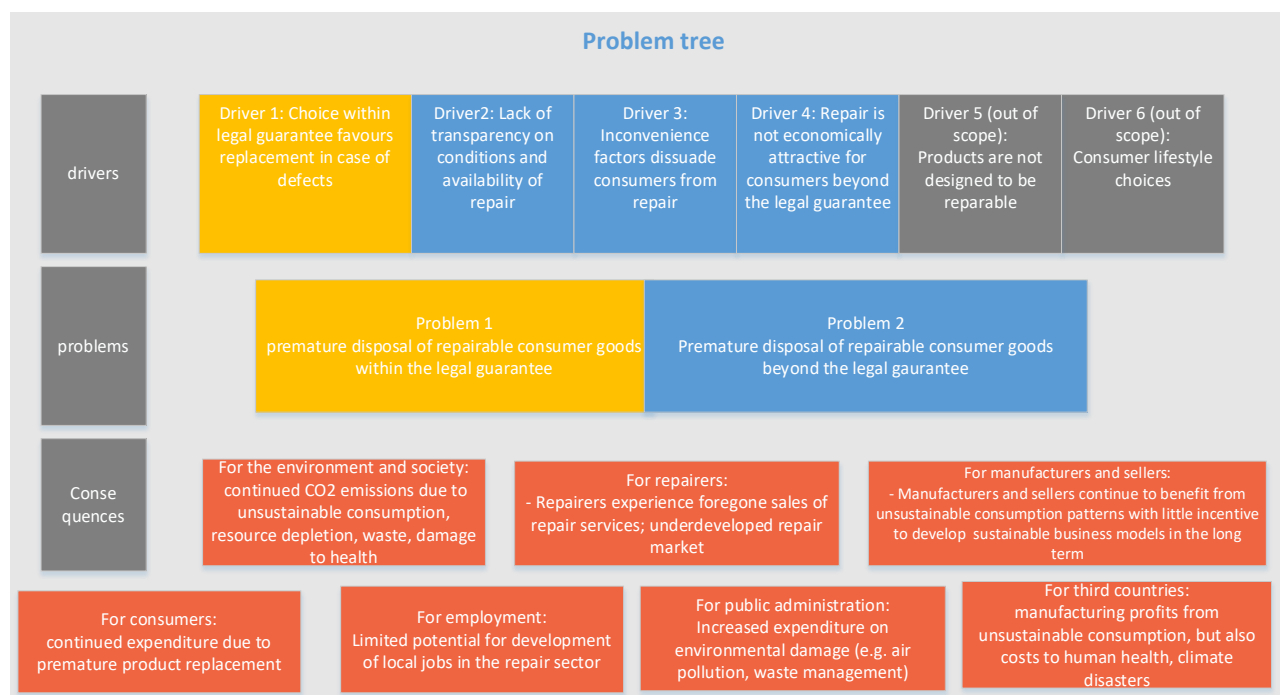 Problem tree
drivers
Driver 1: Choice within
legal guarantee favours
replacement in case of
defects
Driver2: Lack of
transparency on
conditions and
availability of
repair
Driver 3:
Inconvenience
factors dissuade
consumers from
repair
Driver 4: Repair is
not economically
attractive for
consumers beyond
the legal guarantee
Driver 5 (out of
scope):
Products are not
designed to be
reparable
Driver 6 (out of
scope):
Consumer lifestyle
choices
problems
Problem 1
premature disposal of repairable consumer goods
within the legal guarantee
Problem 2
Premature disposal of repairable consumer goods
beyond the legal gaurantee
Conse
quences
For the environment and society:
continued CO2 emissions due to
unsustainable consumption,
resource depletion, waste, damage
to health
For repairers:
- Repairers experience foregone sales of
repair services; underdeveloped repair
market
For manufacturers and sellers:
- Manufacturers and sellers continue to benefit from
unsustainable consumption patterns with little incentive
to develop sustainable business models in the long
term
For consumers:
continued expenditure due to
premature product replacement
For employment:
Limited potential for development
of local jobs in the repair sector
For public administration:
Increased expenditure on
environmental damage (e.g. air
pollution, waste management)
For third countries:
manufacturing profits from
unsustainable consumption, but also
costs to human health, climate
disasters